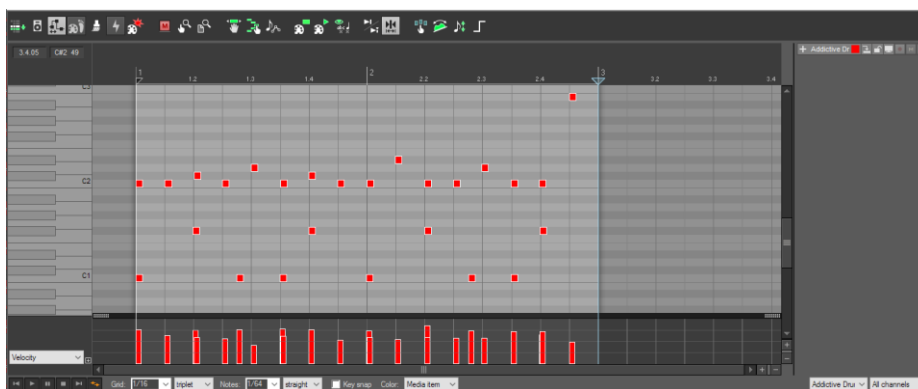 M
3.4.05 C#2 49
+ Addictive Dr
1 1.2 1.3 1.4 2 2.2 2.3 2.4 3 3.2 3.3 3.4
C3
C2
C1
Velocity
Grid: 1/16 triplet Notes: 1/64 straight Key snap Color: Media item Addictive Dru All channels